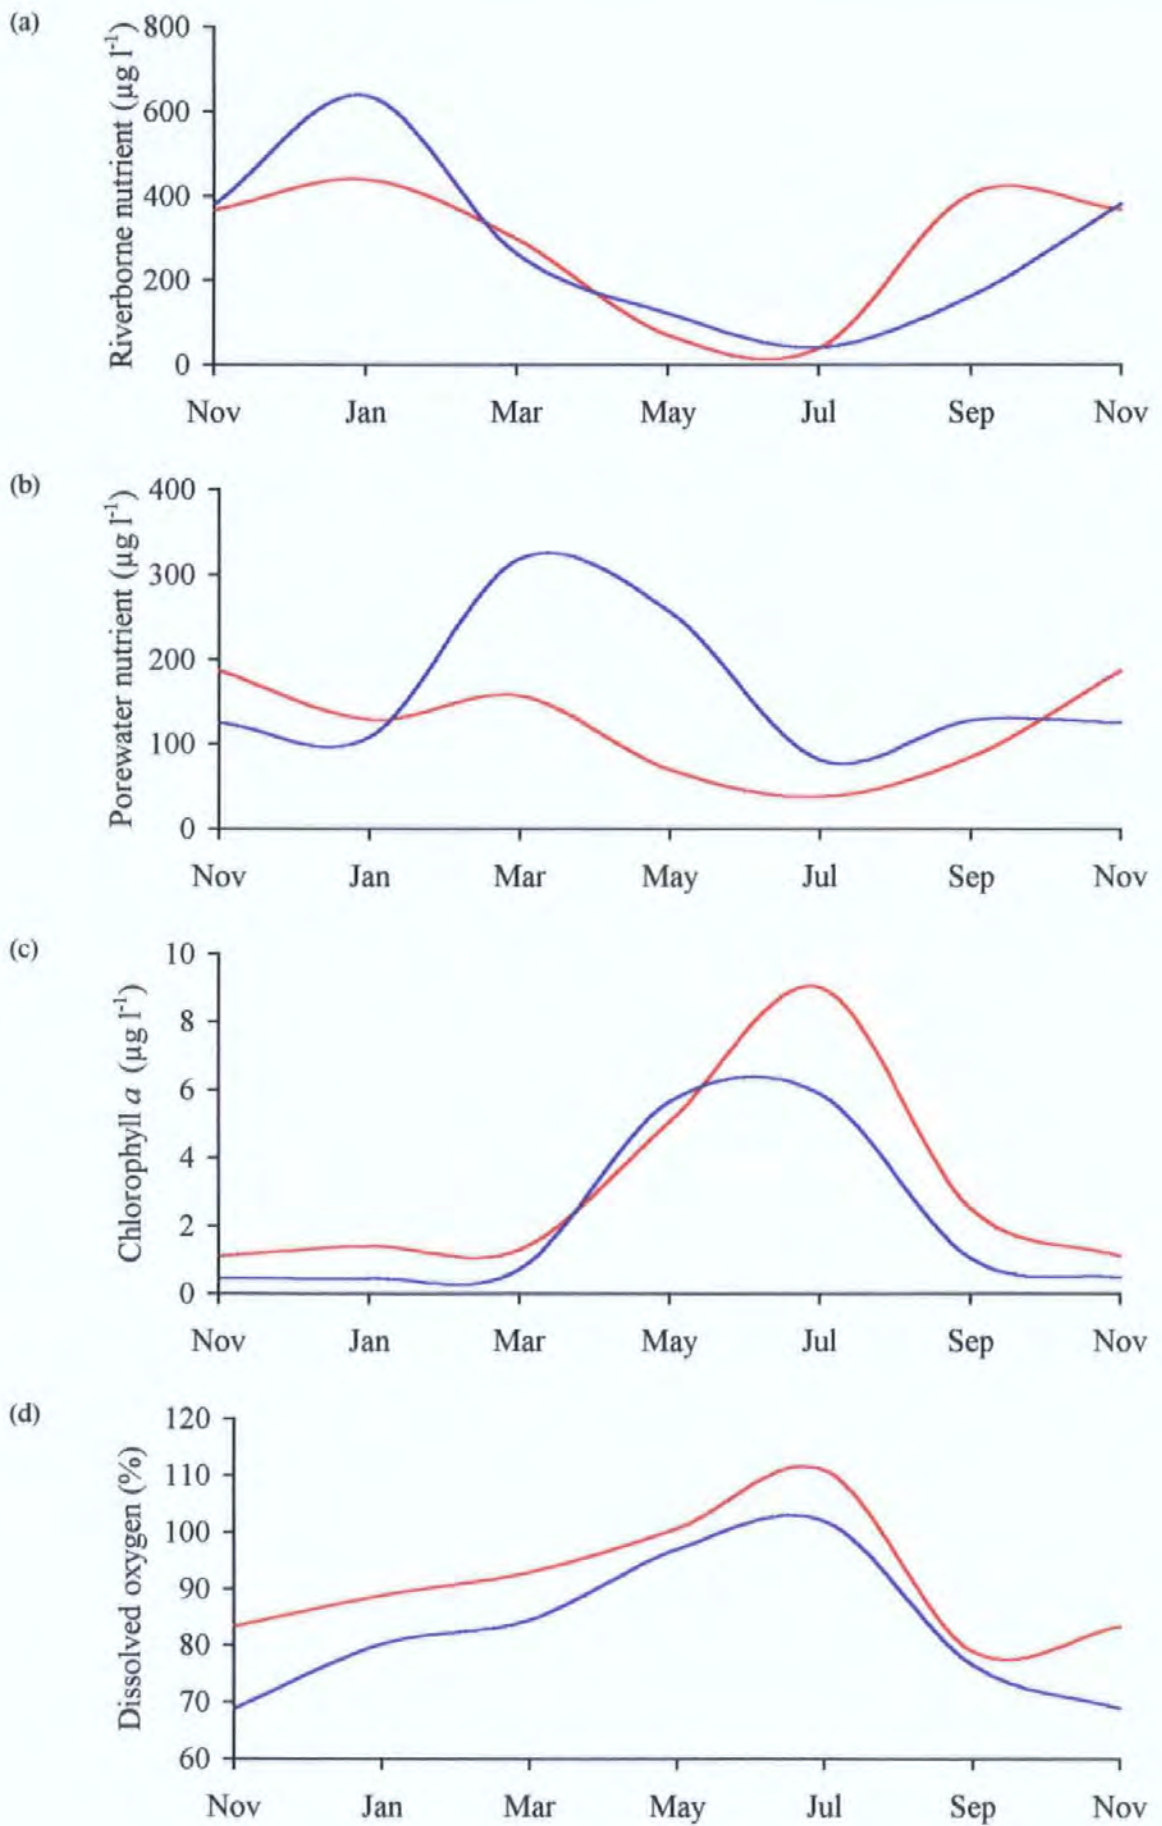 (a)
Riverborne nutrient (µg l⁻¹)
800
600
400
200
0
Nov Jan Mar May Jul Sep Nov
(b)
Porewater nutrient (µg l⁻¹)
400
300
200
100
0
Nov Jan Mar May Jul Sep Nov
(c)
Chlorophyll a (µg l⁻¹)
10
8
6
4
2
0
Nov Jan Mar May Jul Sep Nov
(d)
Dissolved oxygen (%)
120
110
100
90
80
70
60
Nov Jan Mar May Jul Sep Nov